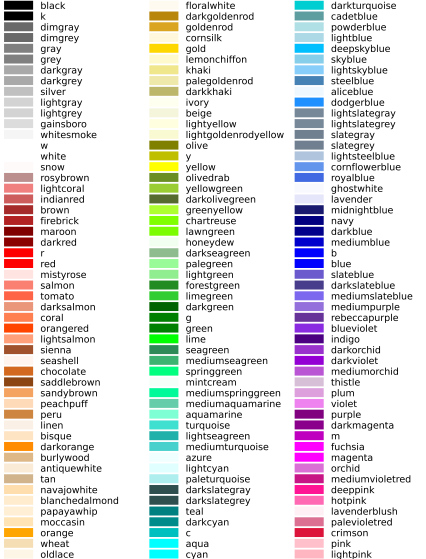 black
k
dimgray
dimgrey
gray
grey
darkgray
darkgrey
silver
lightgray
lightgrey
gainsboro
whitesmoke
w
white
snow
rosybrown
lightcoral
indianred
brown
firebrick
maroon
darkred
r
red
mistyrose
salmon
tomato
darksalmon
coral
orangered
lightsalmon
sienna
seashell
chocolate
saddlebrown
sandybrown
peachpuff
peru
linen
bisque
darkorange
burlywood
antiquewhite
tan
navajowhite
blanchedalmond
papayawhip
moccasin
orange
wheat
oldlace
floralwhite
darkgoldenrod
goldenrod
cornsilk
gold
lemonchiffon
khaki
palegoldenrod
darkkhaki
ivory
beige
lightyellow
lightgoldenrodyellow
olive
y
yellow
olivedrab
yellowgreen
darkolivegreen
greenyellow
chartreuse
lawngreen
honeydew
darkseagreen
palegreen
lightgreen
forestgreen
limegreen
darkgreen
g
green
lime
seagreen
mediumseagreen
springgreen
mintcream
mediumspringgreen
mediumaquamarine
aquamarine
turquoise
lightseagreen
mediumturquoise
azure
lightcyan
paleturquoise
darkslategray
darkslategrey
teal
darkcyan
c
aqua
cyan
darkturquoise
cadetblue
powderblue
lightblue
deepskyblue
skyblue
lightskyblue
steelblue
aliceblue
dodgerblue
lightslategray
lightslategrey
slategray
slategrey
lightsteelblue
cornflowerblue
royalblue
ghostwhite
lavender
midnightblue
navy
darkblue
mediumblue
b
blue
slateblue
darkslateblue
mediumslateblue
mediumpurple
rebeccapurple
blueviolet
indigo
darkorchid
darkviolet
mediumorchid
thistle
plum
violet
purple
darkmagenta
m
fuchsia
magenta
orchid
mediumvioletred
deeppink
hotpink
lavenderblush
palevioletred
crimson
pink
lightpink